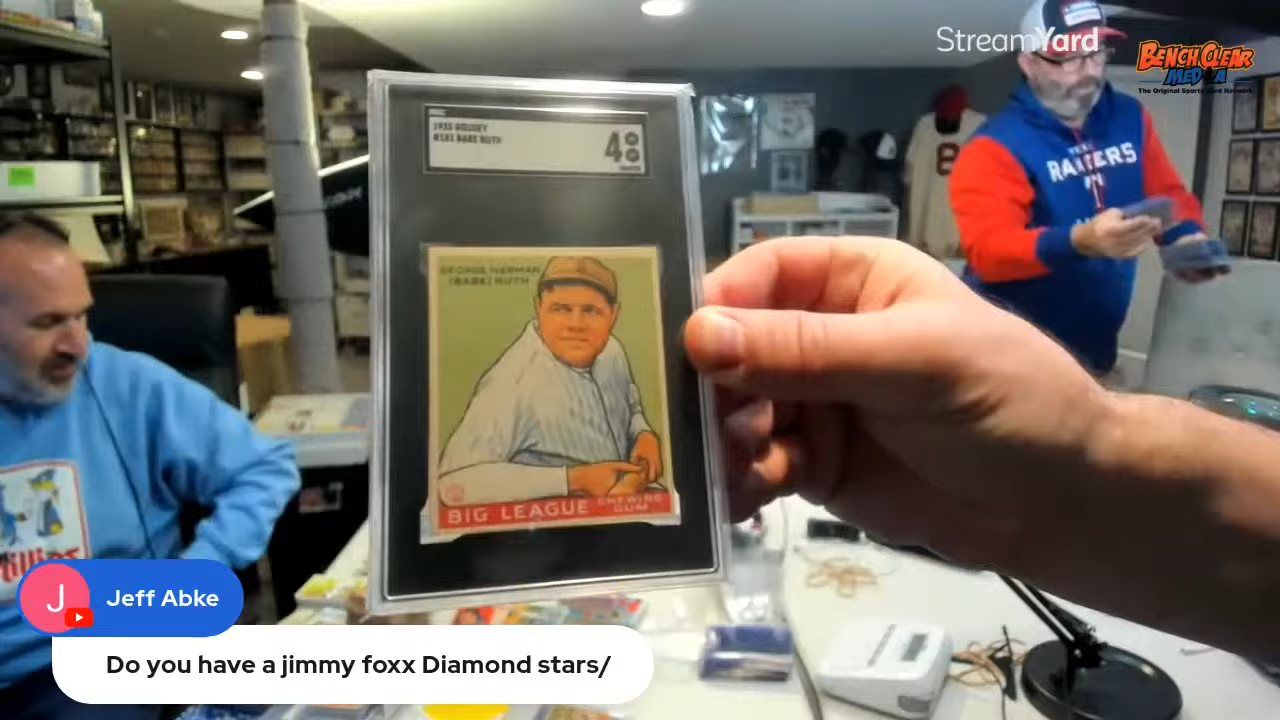 StreamYard
BENCH CLEAR
MEDIA
The Original Sports Card Network
1933 GOUDEY
#181 BABE RUTH
4
GEORGE HERMAN
(BABE) RUTH
BIG LEAGUE CHEWING
GUM
RANGERS
8
J
Jeff Abke
Do you have a jimmy foxx Diamond stars/